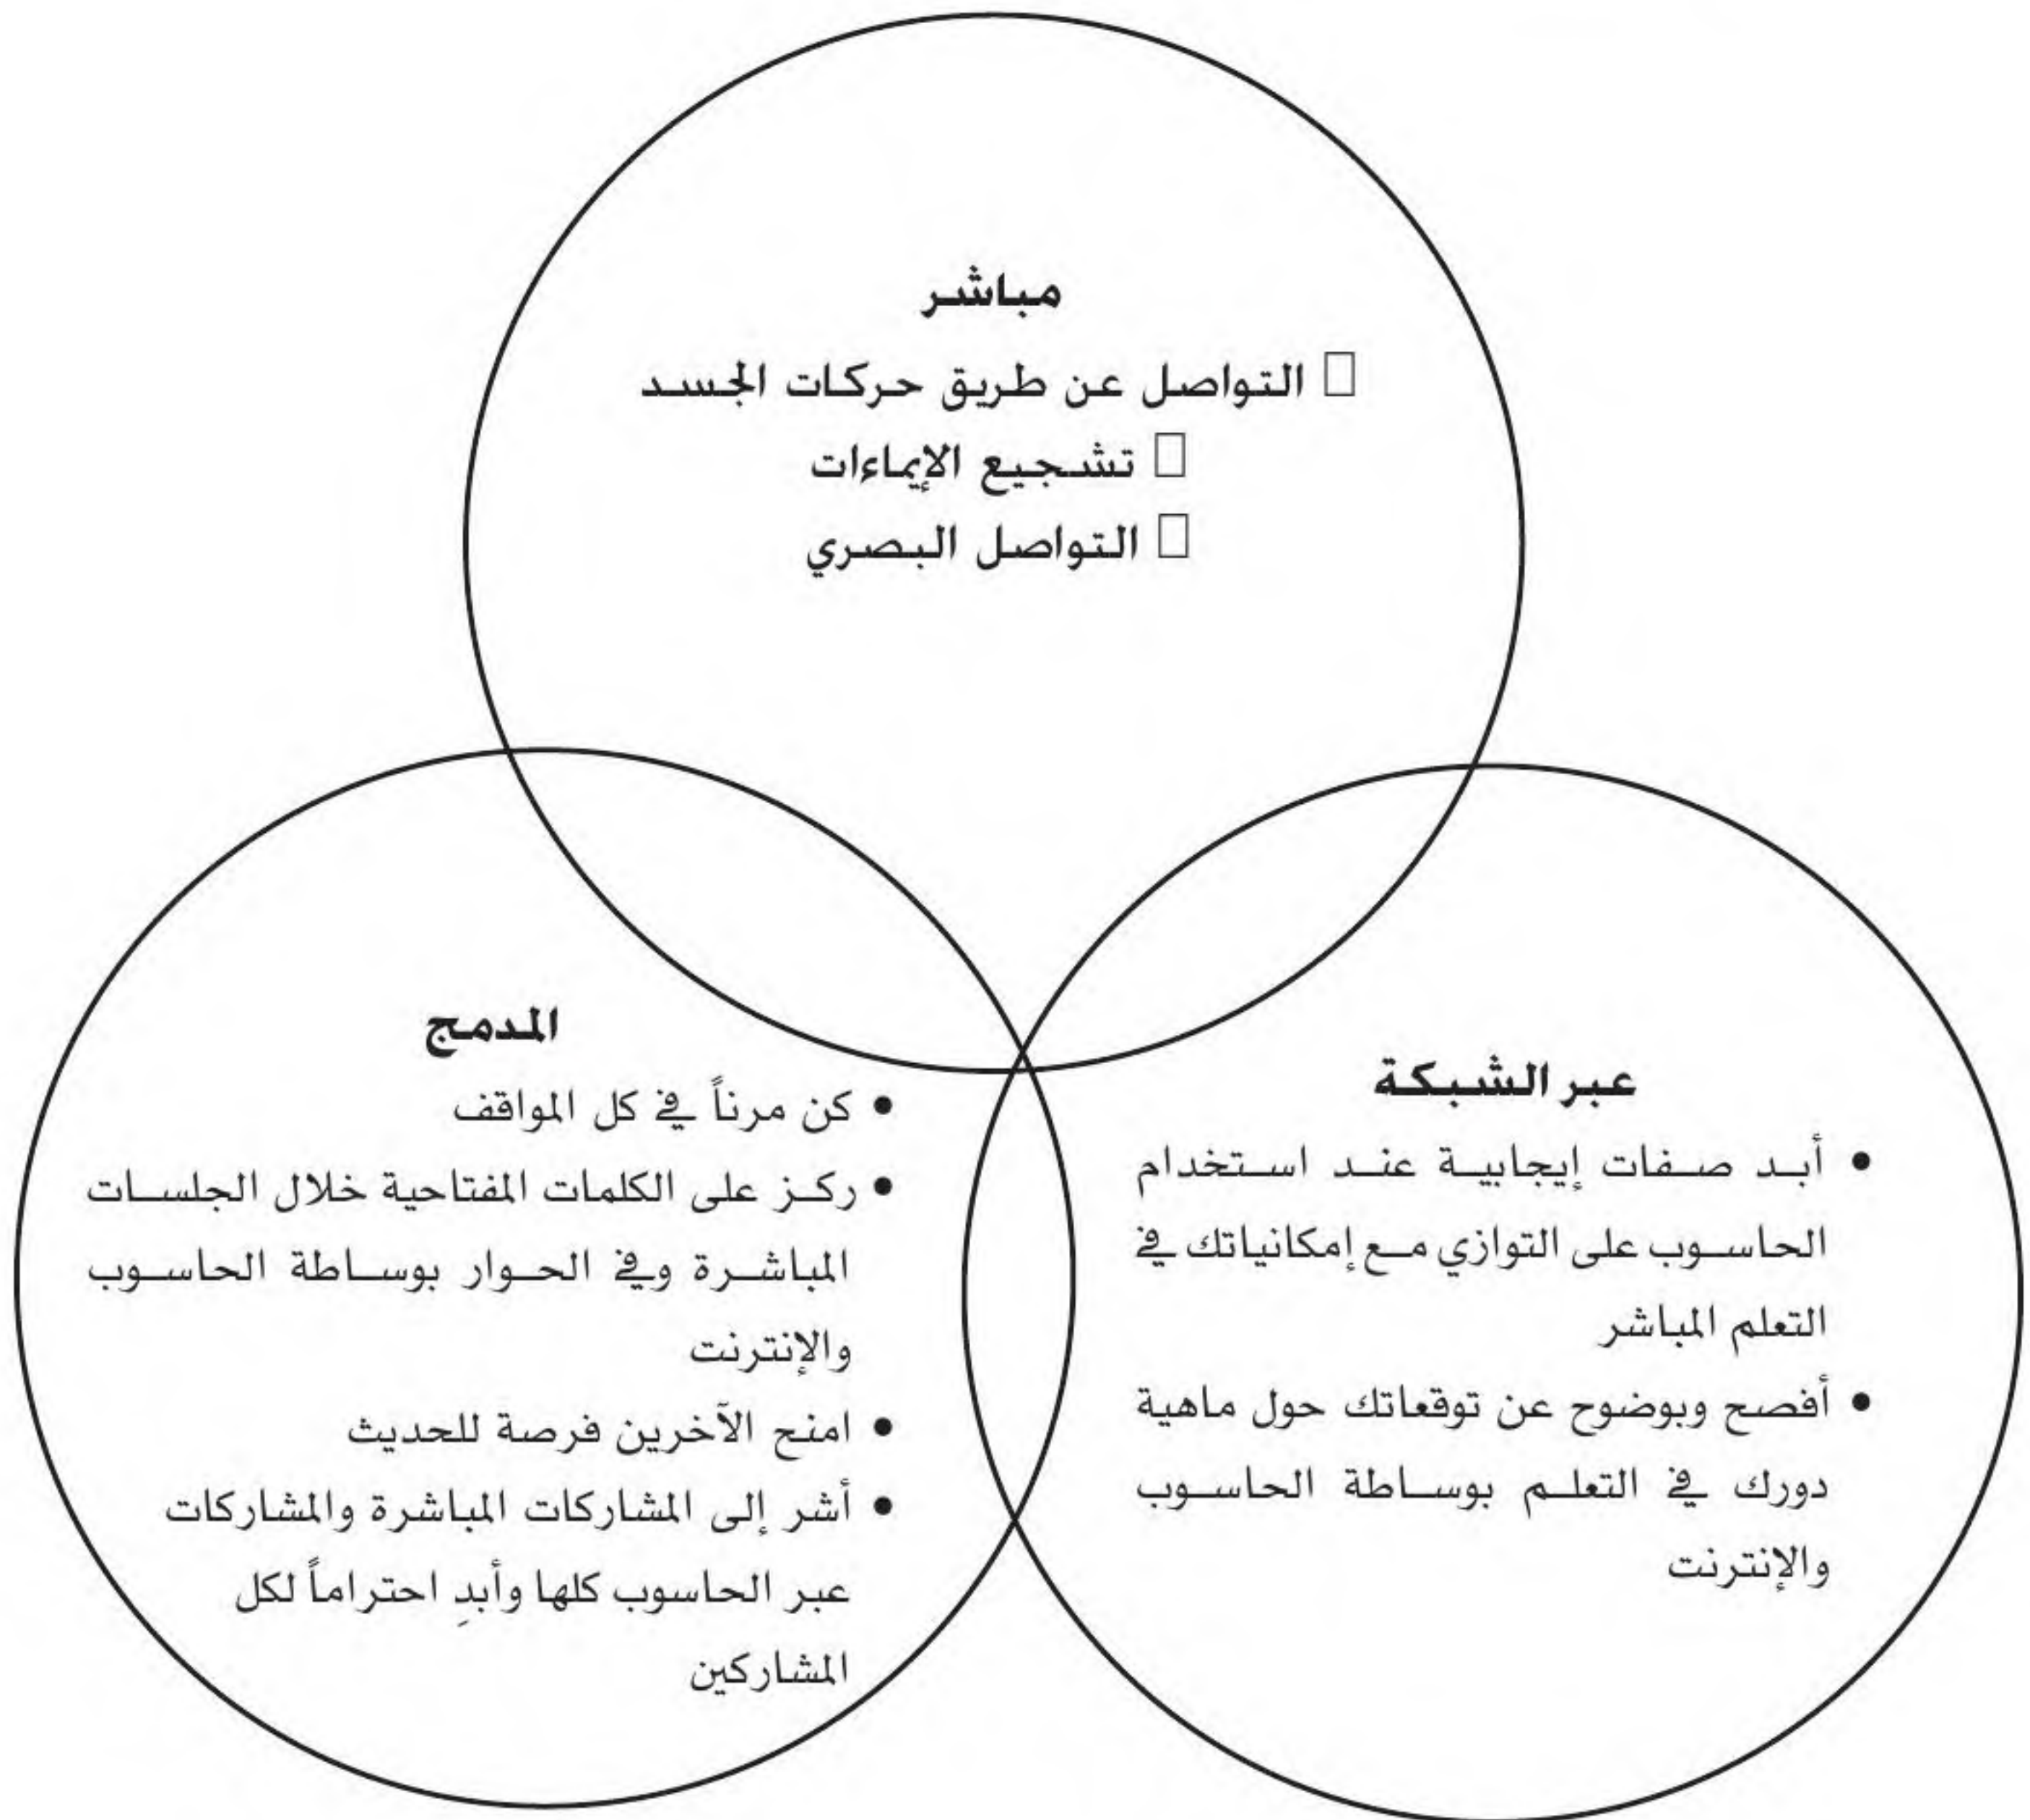 مباشر
التواصل عن طريق حركات الجسد
تشجيع الإيماءات
التواصل البصري
عبر الشبكة
• أبد صفات إيجابية عند استخدام
الحاسوب على التوازي مع إمكانياتك في
التعلم المباشر
• أفصح وبوضوح عن توقعاتك حول ماهية
دورك في التعلم بوساطة الحاسوب
والإنترنت
المدمج
• كن مرناً في كل المواقف
• ركز على الكلمات المفتاحية خلال الجلسات
المباشرة وفي الحوار بوساطة الحاسوب
والإنترنت
• امنح الآخرين فرصة للحديث
• أشر إلى المشاركات المباشرة والمشاركات
عبر الحاسوب كلها وأبدِ احتراماً لكل
المشاركين